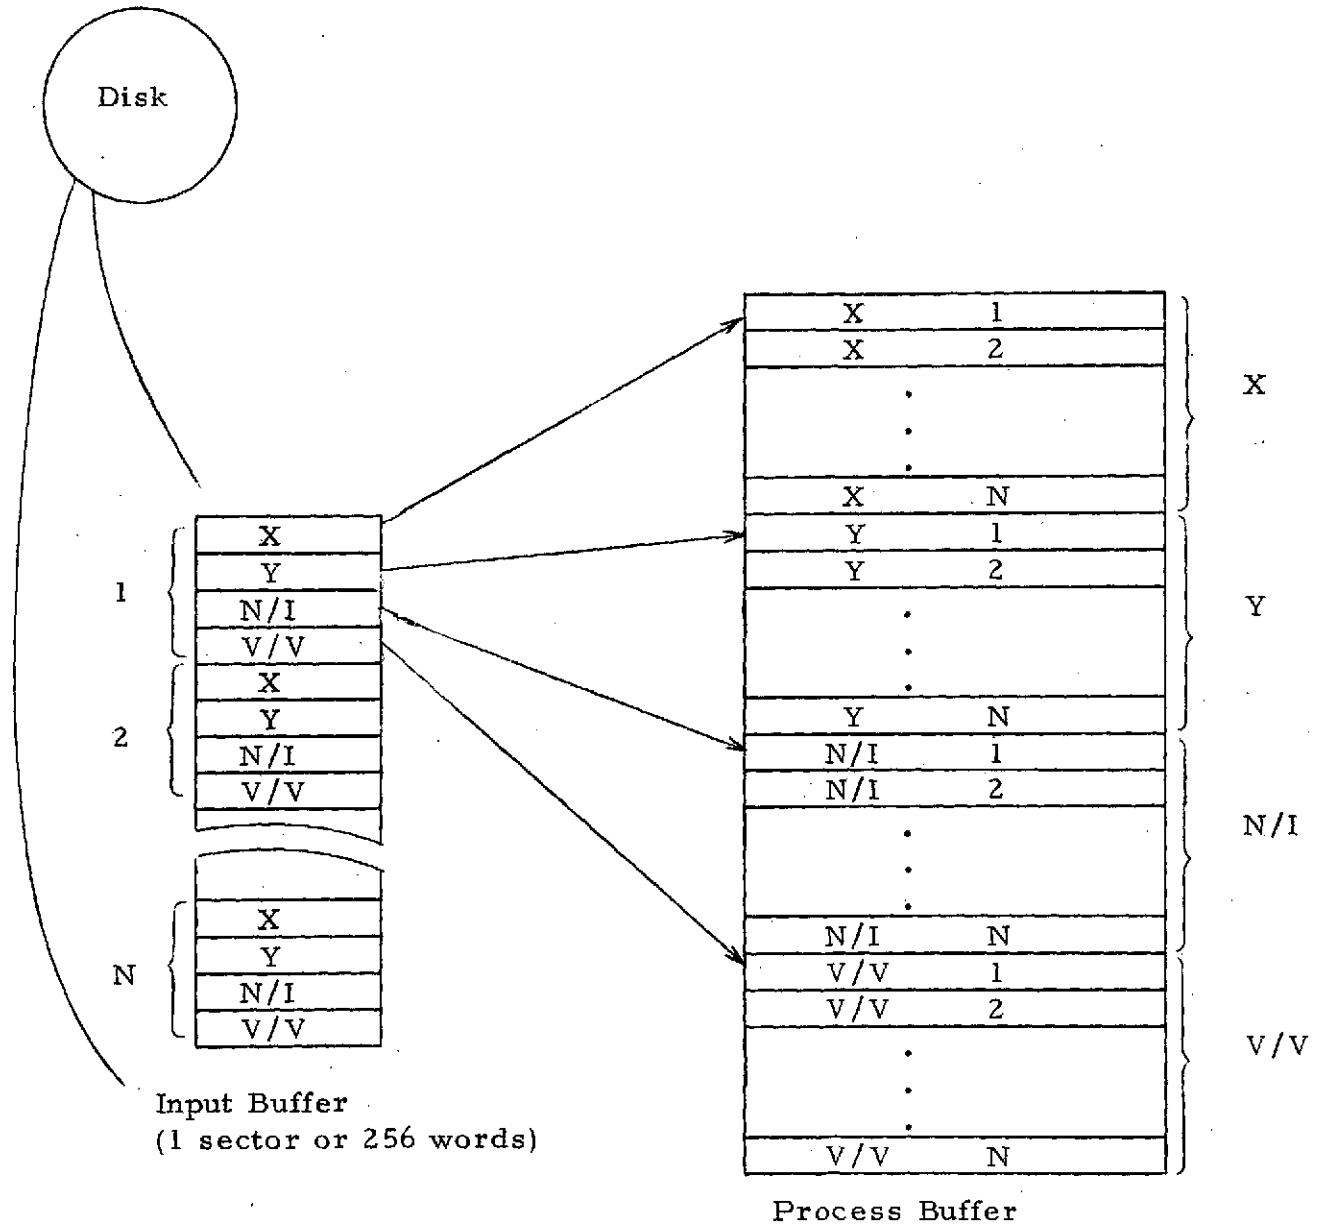 Disk
1
X
Y
N/I
V/V
2
X
Y
N/I
V/V
N
X
Y
N/I
V/V
Input Buffer
(1 sector or 256 words)
X 1
X 2
X N
X
Y 1
Y 2
Y N
Y
N/I 1
N/I 2
N/I N
N/I
V/V 1
V/V 2
V/V N
V/V
Process Buffer